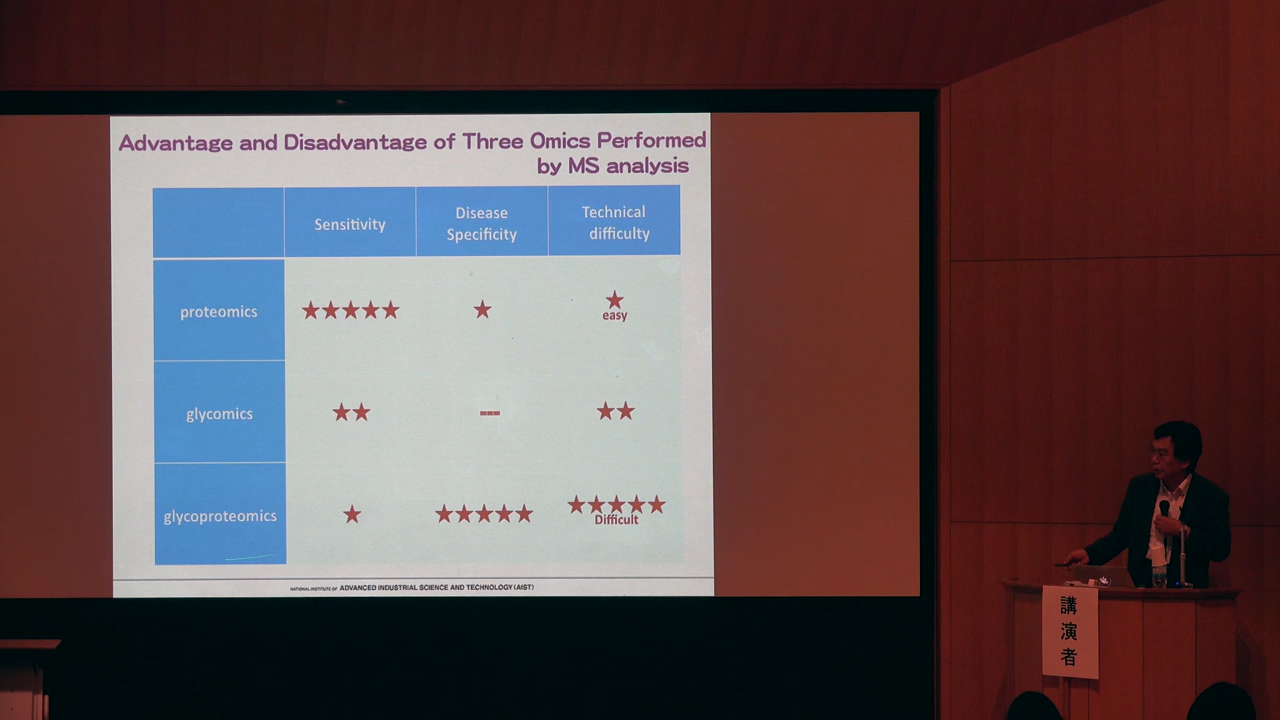 Advantage and Disadvantage of Three Omics Performed
by MS analysis
Sensitivity
Disease
Specificity
Technical
difficulty
proteomics
★★★★★
★
★
easy
glycomics
★★
---
★★
glycoproteomics
★
★★★★★
★★★★★
Difficult
NATIONAL INSTITUTE OF ADVANCED INDUSTRIAL SCIENCE AND TECHNOLOGY (AIST)
講
演
者